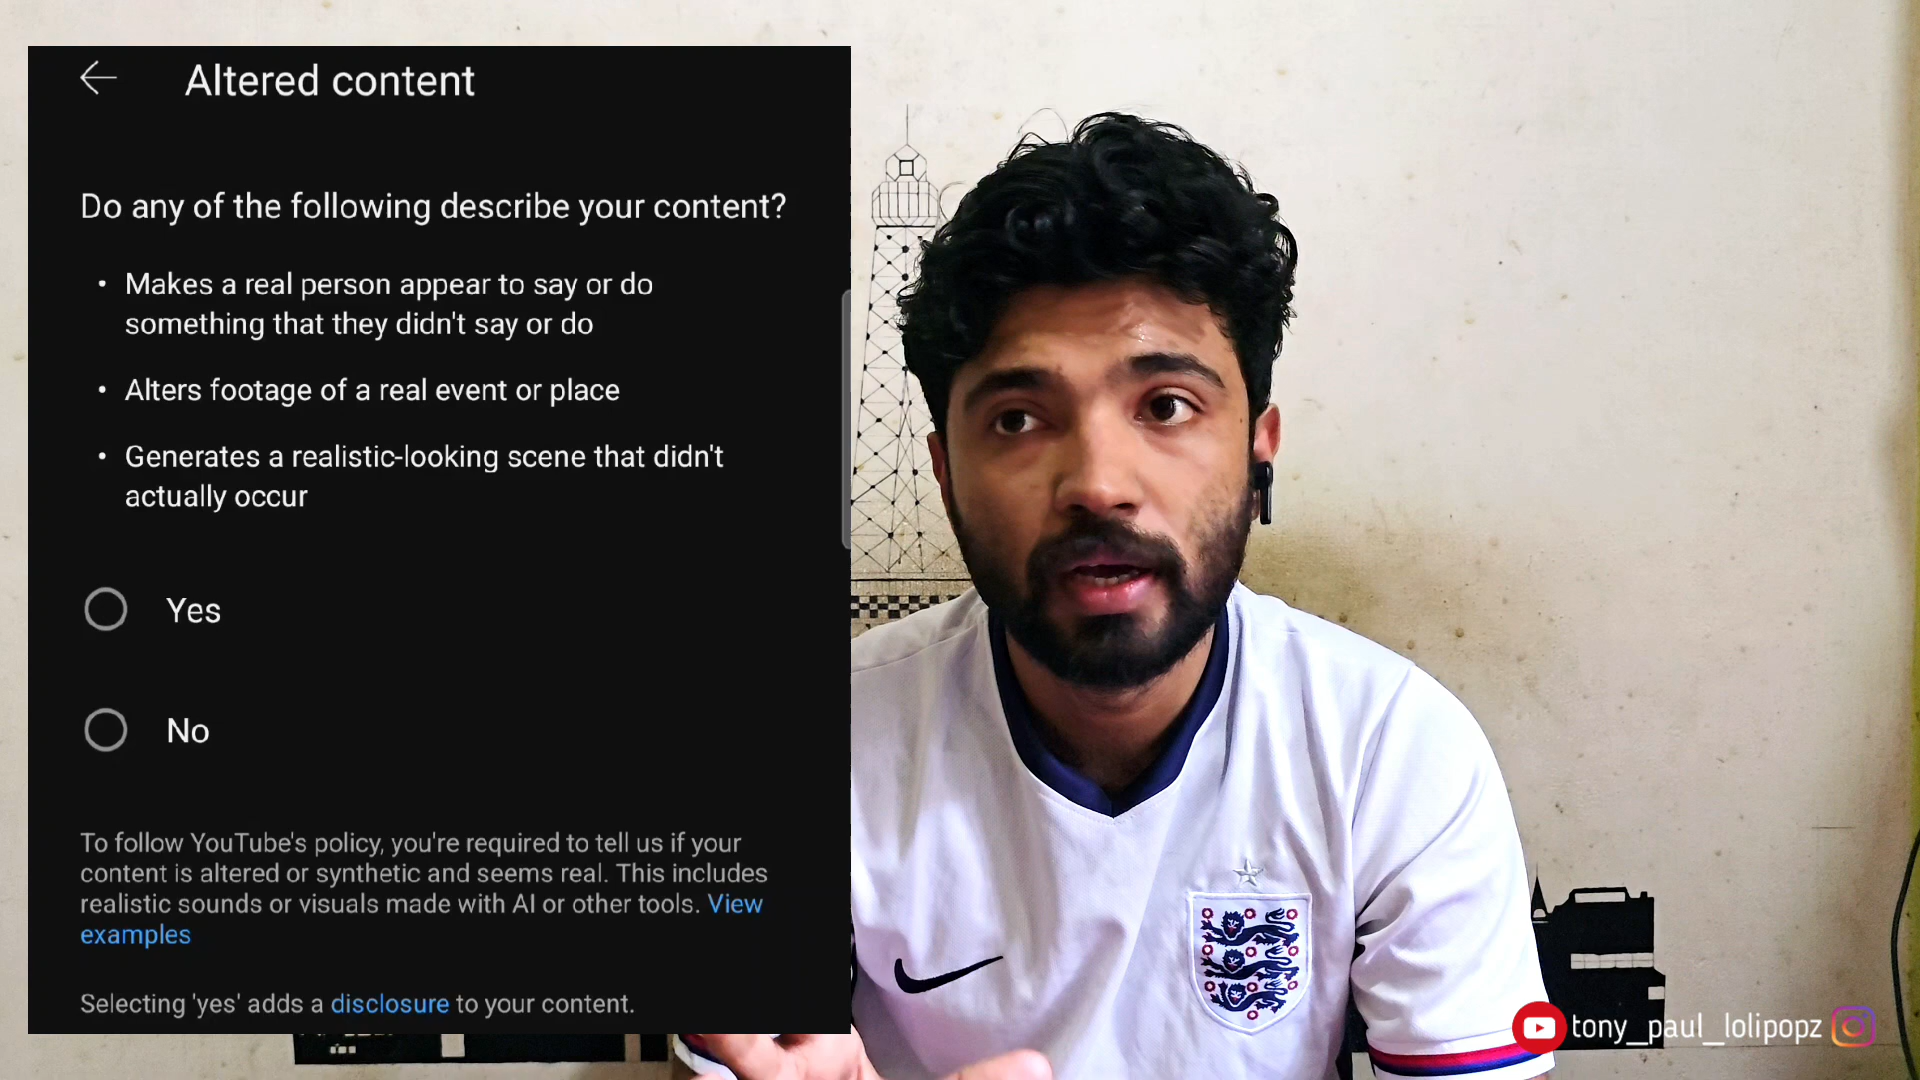 Altered content
Do any of the following describe your content?
• Makes a real person appear to say or do
something that they didn't say or do
• Alters footage of a real event or place
• Generates a realistic-looking scene that didn't
actually occur
Yes
No
To follow YouTube's policy, you're required to tell us if your
content is altered or synthetic and seems real. This includes
realistic sounds or visuals made with AI or other tools. View
examples
Selecting 'yes' adds a disclosure to your content.
tony_paul_lolipopz